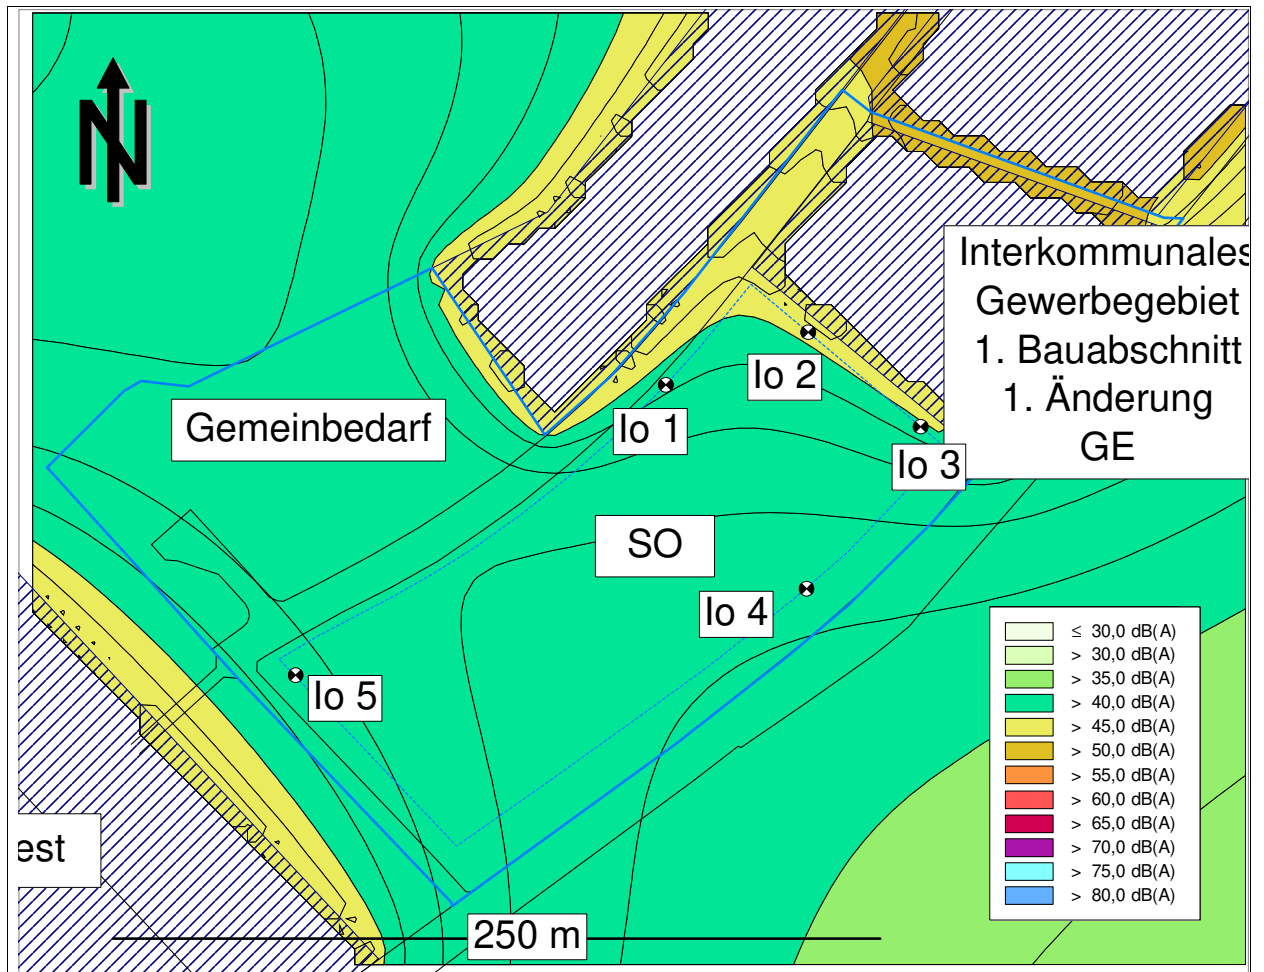 N
Interkommunales
Gewerbegebiet
1. Bauabschnitt
1. Änderung
GE
Io 2
Io 1
Gemeinbedarf
Io 3
SO
Io 4
Io 5
≤ 30,0 dB(A)
> 30,0 dB(A)
> 35,0 dB(A)
> 40,0 dB(A)
> 45,0 dB(A)
> 50,0 dB(A)
> 55,0 dB(A)
> 60,0 dB(A)
> 65,0 dB(A)
> 70,0 dB(A)
> 75,0 dB(A)
> 80,0 dB(A)
est
250 m